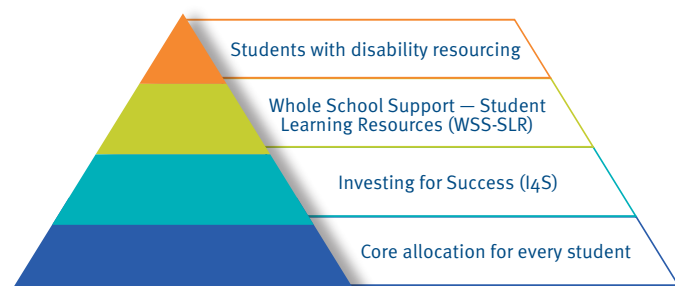 Students with disability resourcing
Whole School Support — Student
Learning Resources (WSS-SLR)
Investing for Success (I4S)
Core allocation for every student